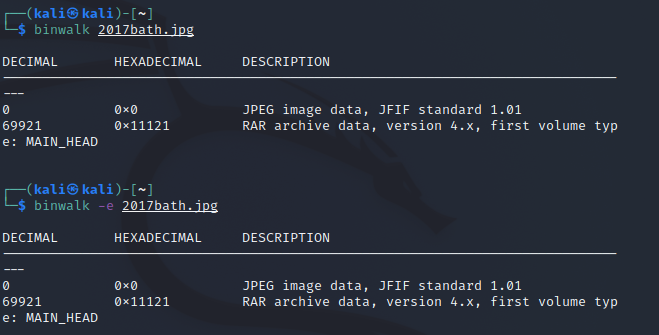 ┌──(kali㉿kali)-[~]
└─$ binwalk 2017bath.jpg
DECIMAL HEXADECIMAL DESCRIPTION
--------------------------------------------------------------------------------
---
0 0×0 JPEG image data, JFIF standard 1.01
69921 0×11121 RAR archive data, version 4.x, first volume typ
e: MAIN_HEAD
┌──(kali㉿kali)-[~]
└─$ binwalk -e 2017bath.jpg
DECIMAL HEXADECIMAL DESCRIPTION
--------------------------------------------------------------------------------
---
0 0×0 JPEG image data, JFIF standard 1.01
69921 0×11121 RAR archive data, version 4.x, first volume typ
e: MAIN_HEAD